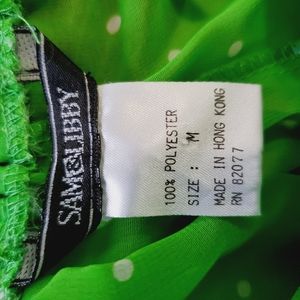 SAM & LIBBY
100% POLYESTER
SIZE : M
MADE IN HONG KONG
RN 82077